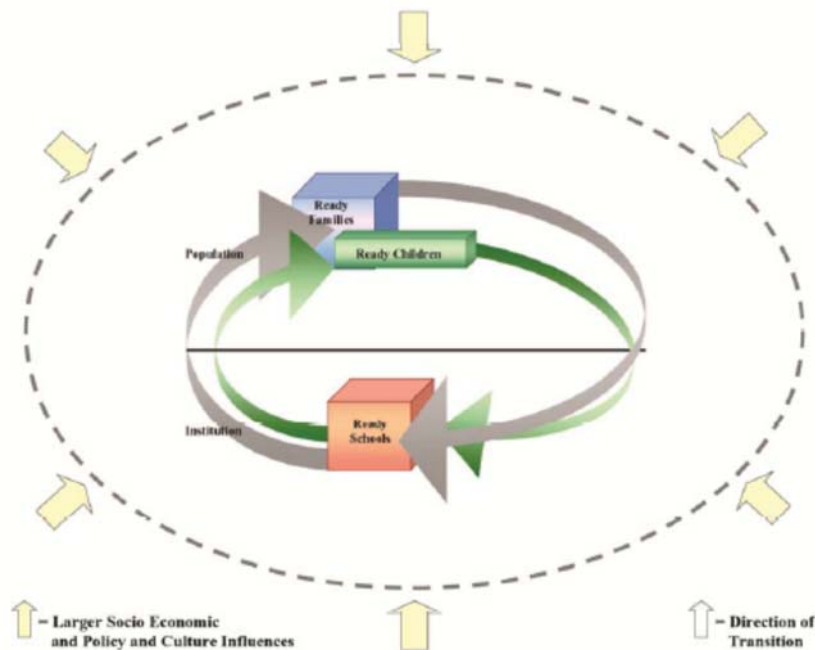 Ready
Families
Population
Ready Children
Institution
Ready
Schools
= Larger Socio Economic
and Policy and Culture Influences
= Direction of
Transition